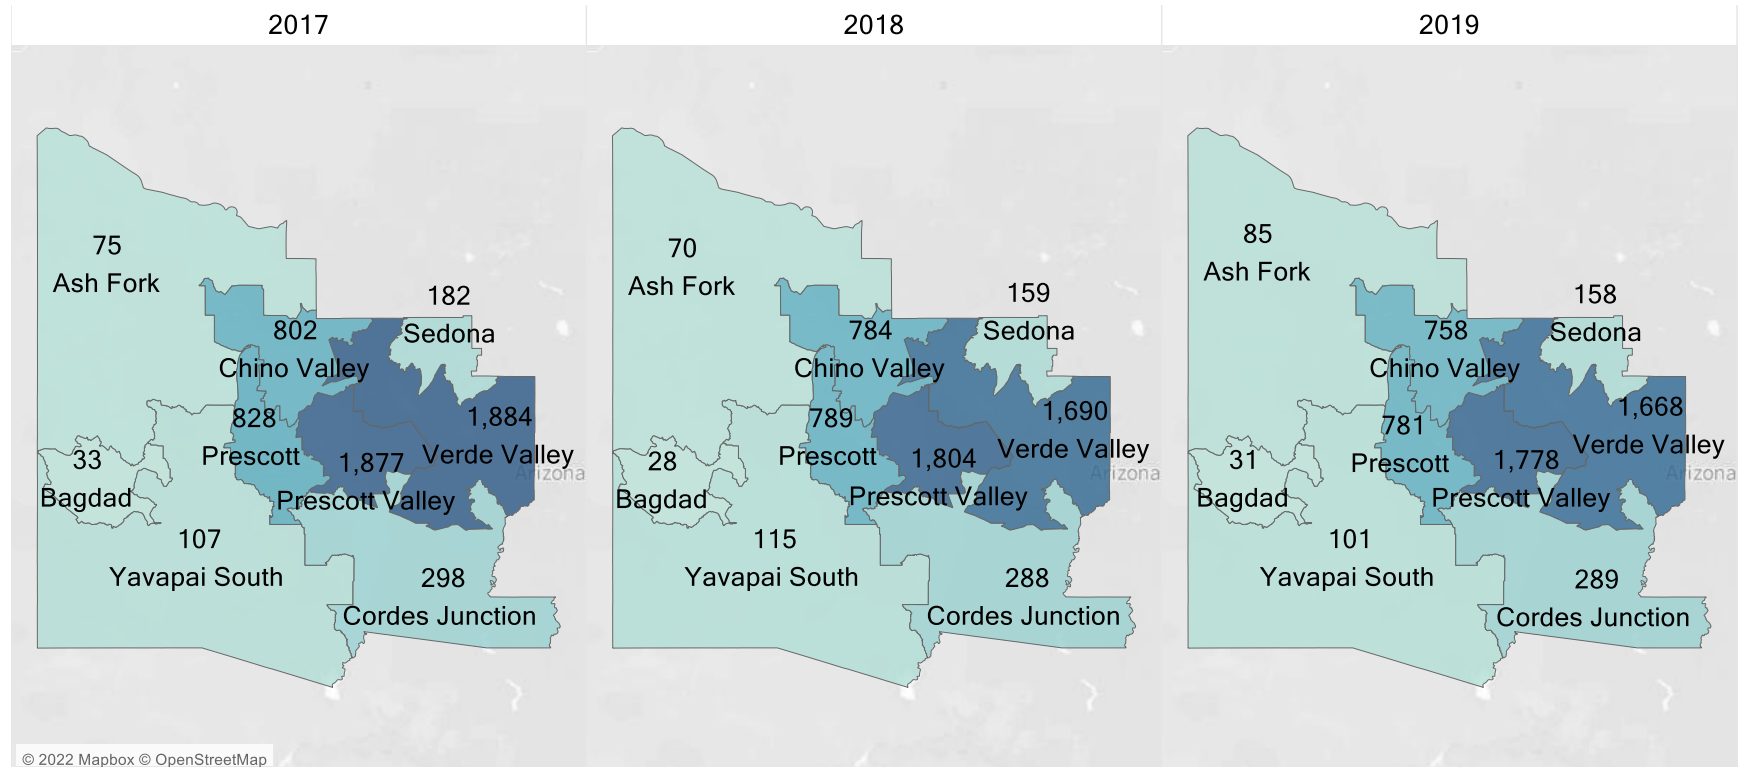 2017
75
Ash Fork
182
Sedona
802
Chino Valley
828
Prescott
1,884
Verde Valley
1,877
Prescott Valley
33
Bagdad
107
Yavapai South
298
Cordes Junction
© 2022 Mapbox © OpenStreetMap
2018
70
Ash Fork
159
Sedona
784
Chino Valley
789
Prescott
1,690
Verde Valley
1,804
Prescott Valley
28
Bagdad
115
Yavapai South
288
Cordes Junction
Arizona
2019
85
Ash Fork
158
Sedona
758
Chino Valley
781
Prescott
1,668
Verde Valley
1,778
Prescott Valley
31
Bagdad
101
Yavapai South
289
Cordes Junction
Arizona
Arizona